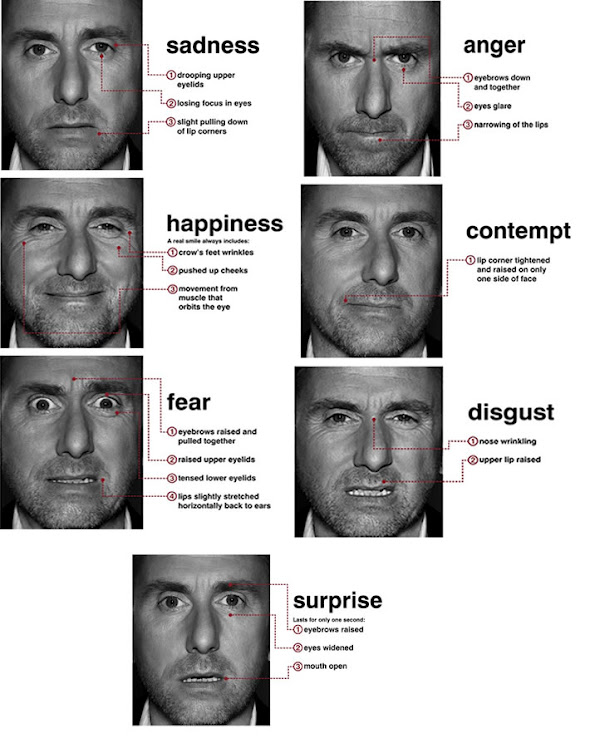 sadness
1 drooping upper
eyelids
2 losing focus in eyes
3 slight pulling down
of lip corners
anger
1 eyebrows down
and together
2 eyes glare
3 narrowing of the lips
happiness
A real smile always includes:
1 crow's feet wrinkles
2 pushed up cheeks
3 movement from
muscle that
orbits the eye
contempt
1 lip corner tightened
and raised on only
one side of face
fear
1 eyebrows raised and
pulled together
2 raised upper eyelids
3 tensed lower eyelids
4 lips slightly stretched
horizontally back to ears
disgust
1 nose wrinkling
2 upper lip raised
surprise
Lasts for only one second:
1 eyebrows raised
2 eyes widened
3 mouth open